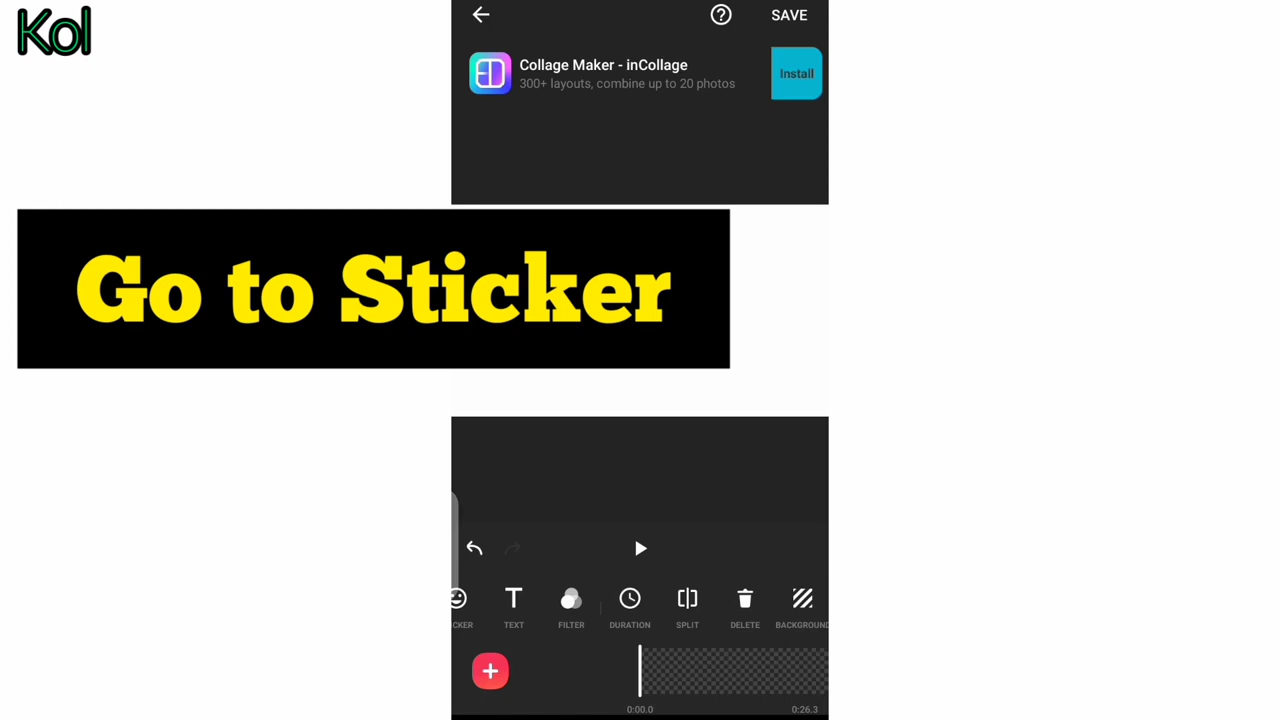 Kol
SAVE
Collage Maker - inCollage
300+ layouts, combine up to 20 photos
Install
Go to Sticker
CKER
TEXT
FILTER
DURATION
SPLIT
DELETE
BACKGROUND
0:00.0
0:26.3